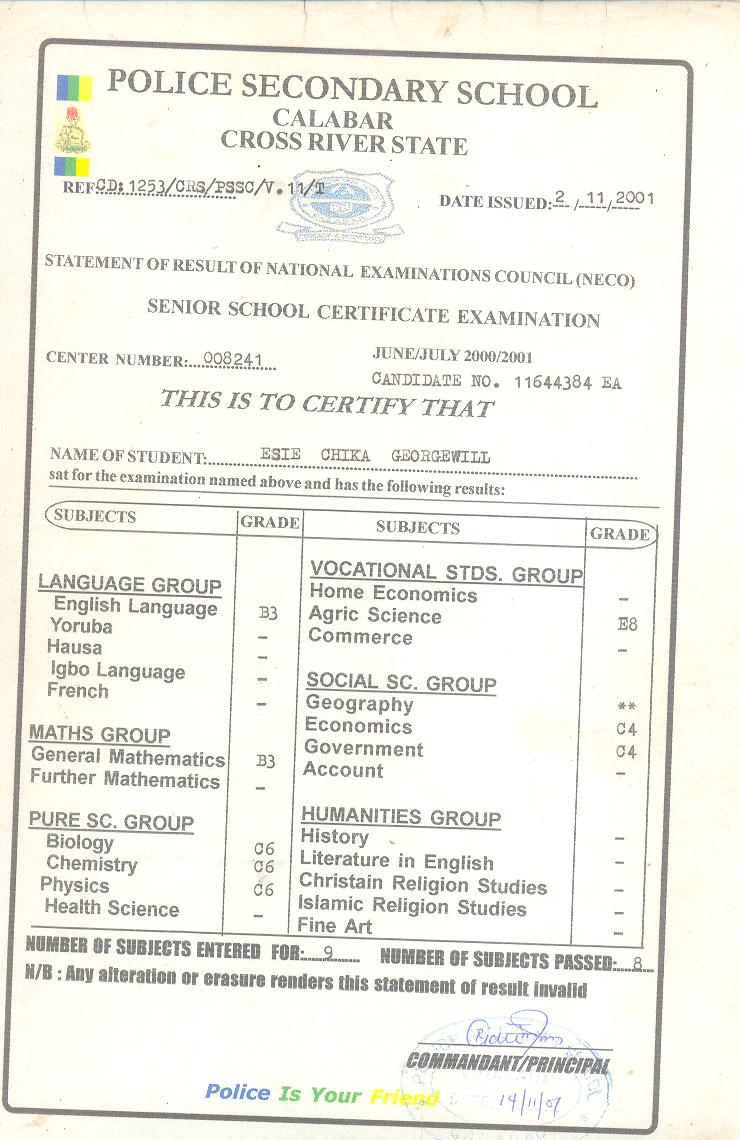 POLICE SECONDARY SCHOOL
CALABAR
CROSS RIVER STATE
REF:CD:1253/CRS/PSSC/V.11/T
DATE ISSUED: 2 / 11 / 2001
STATEMENT OF RESULT OF NATIONAL EXAMINATIONS COUNCIL (NECO)
SENIOR SCHOOL CERTIFICATE EXAMINATION
CENTER NUMBER: 008241
JUNE/JULY 2000/2001
CANDIDATE NO. 11644384 EA
THIS IS TO CERTIFY THAT
NAME OF STUDENT: ESIE CHIKA GEORGEWILL
sat for the examination named above and has the following results:
SUBJECTS GRADE
LANGUAGE GROUP
English Language B3
Yoruba –
Hausa –
Igbo Language –
French –
MATHS GROUP
General Mathematics B3
Further Mathematics –
PURE SC. GROUP
Biology C6
Chemistry C6
Physics C6
Health Science –
SUBJECTS GRADE
VOCATIONAL STDS. GROUP
Home Economics –
Agric Science E8
Commerce –
SOCIAL SC. GROUP
Geography **
Economics C4
Government C4
Account –
HUMANITIES GROUP
History –
Literature in English –
Christain Religion Studies –
Islamic Religion Studies –
Fine Art –
NUMBER OF SUBJECTS ENTERED FOR: 9 NUMBER OF SUBJECTS PASSED: 8
N/B : Any alteration or erasure renders this statement of result invalid
COMMANDANT/PRINCIPAL
Police Is Your Friend
DATE 14/11/01